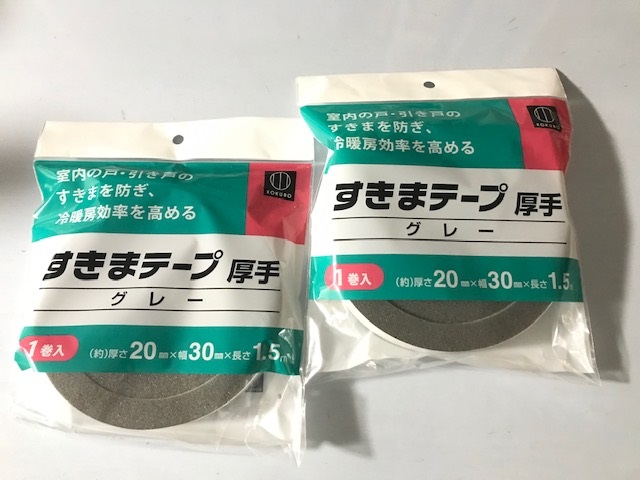 室内の戸・引き戸の
すきまを防ぎ、
冷暖房効率を高める
KOKUBO
すきまテープ 厚手
グレー
1巻入
(約)厚さ20mm×幅30mm×長さ1.5m
室内の戸・引き戸の
すきまを防ぎ、
冷暖房効率を高める
KOKUBO
すきまテープ 厚手
グレー
1巻入
(約)厚さ20mm×幅30mm×長さ1.5m